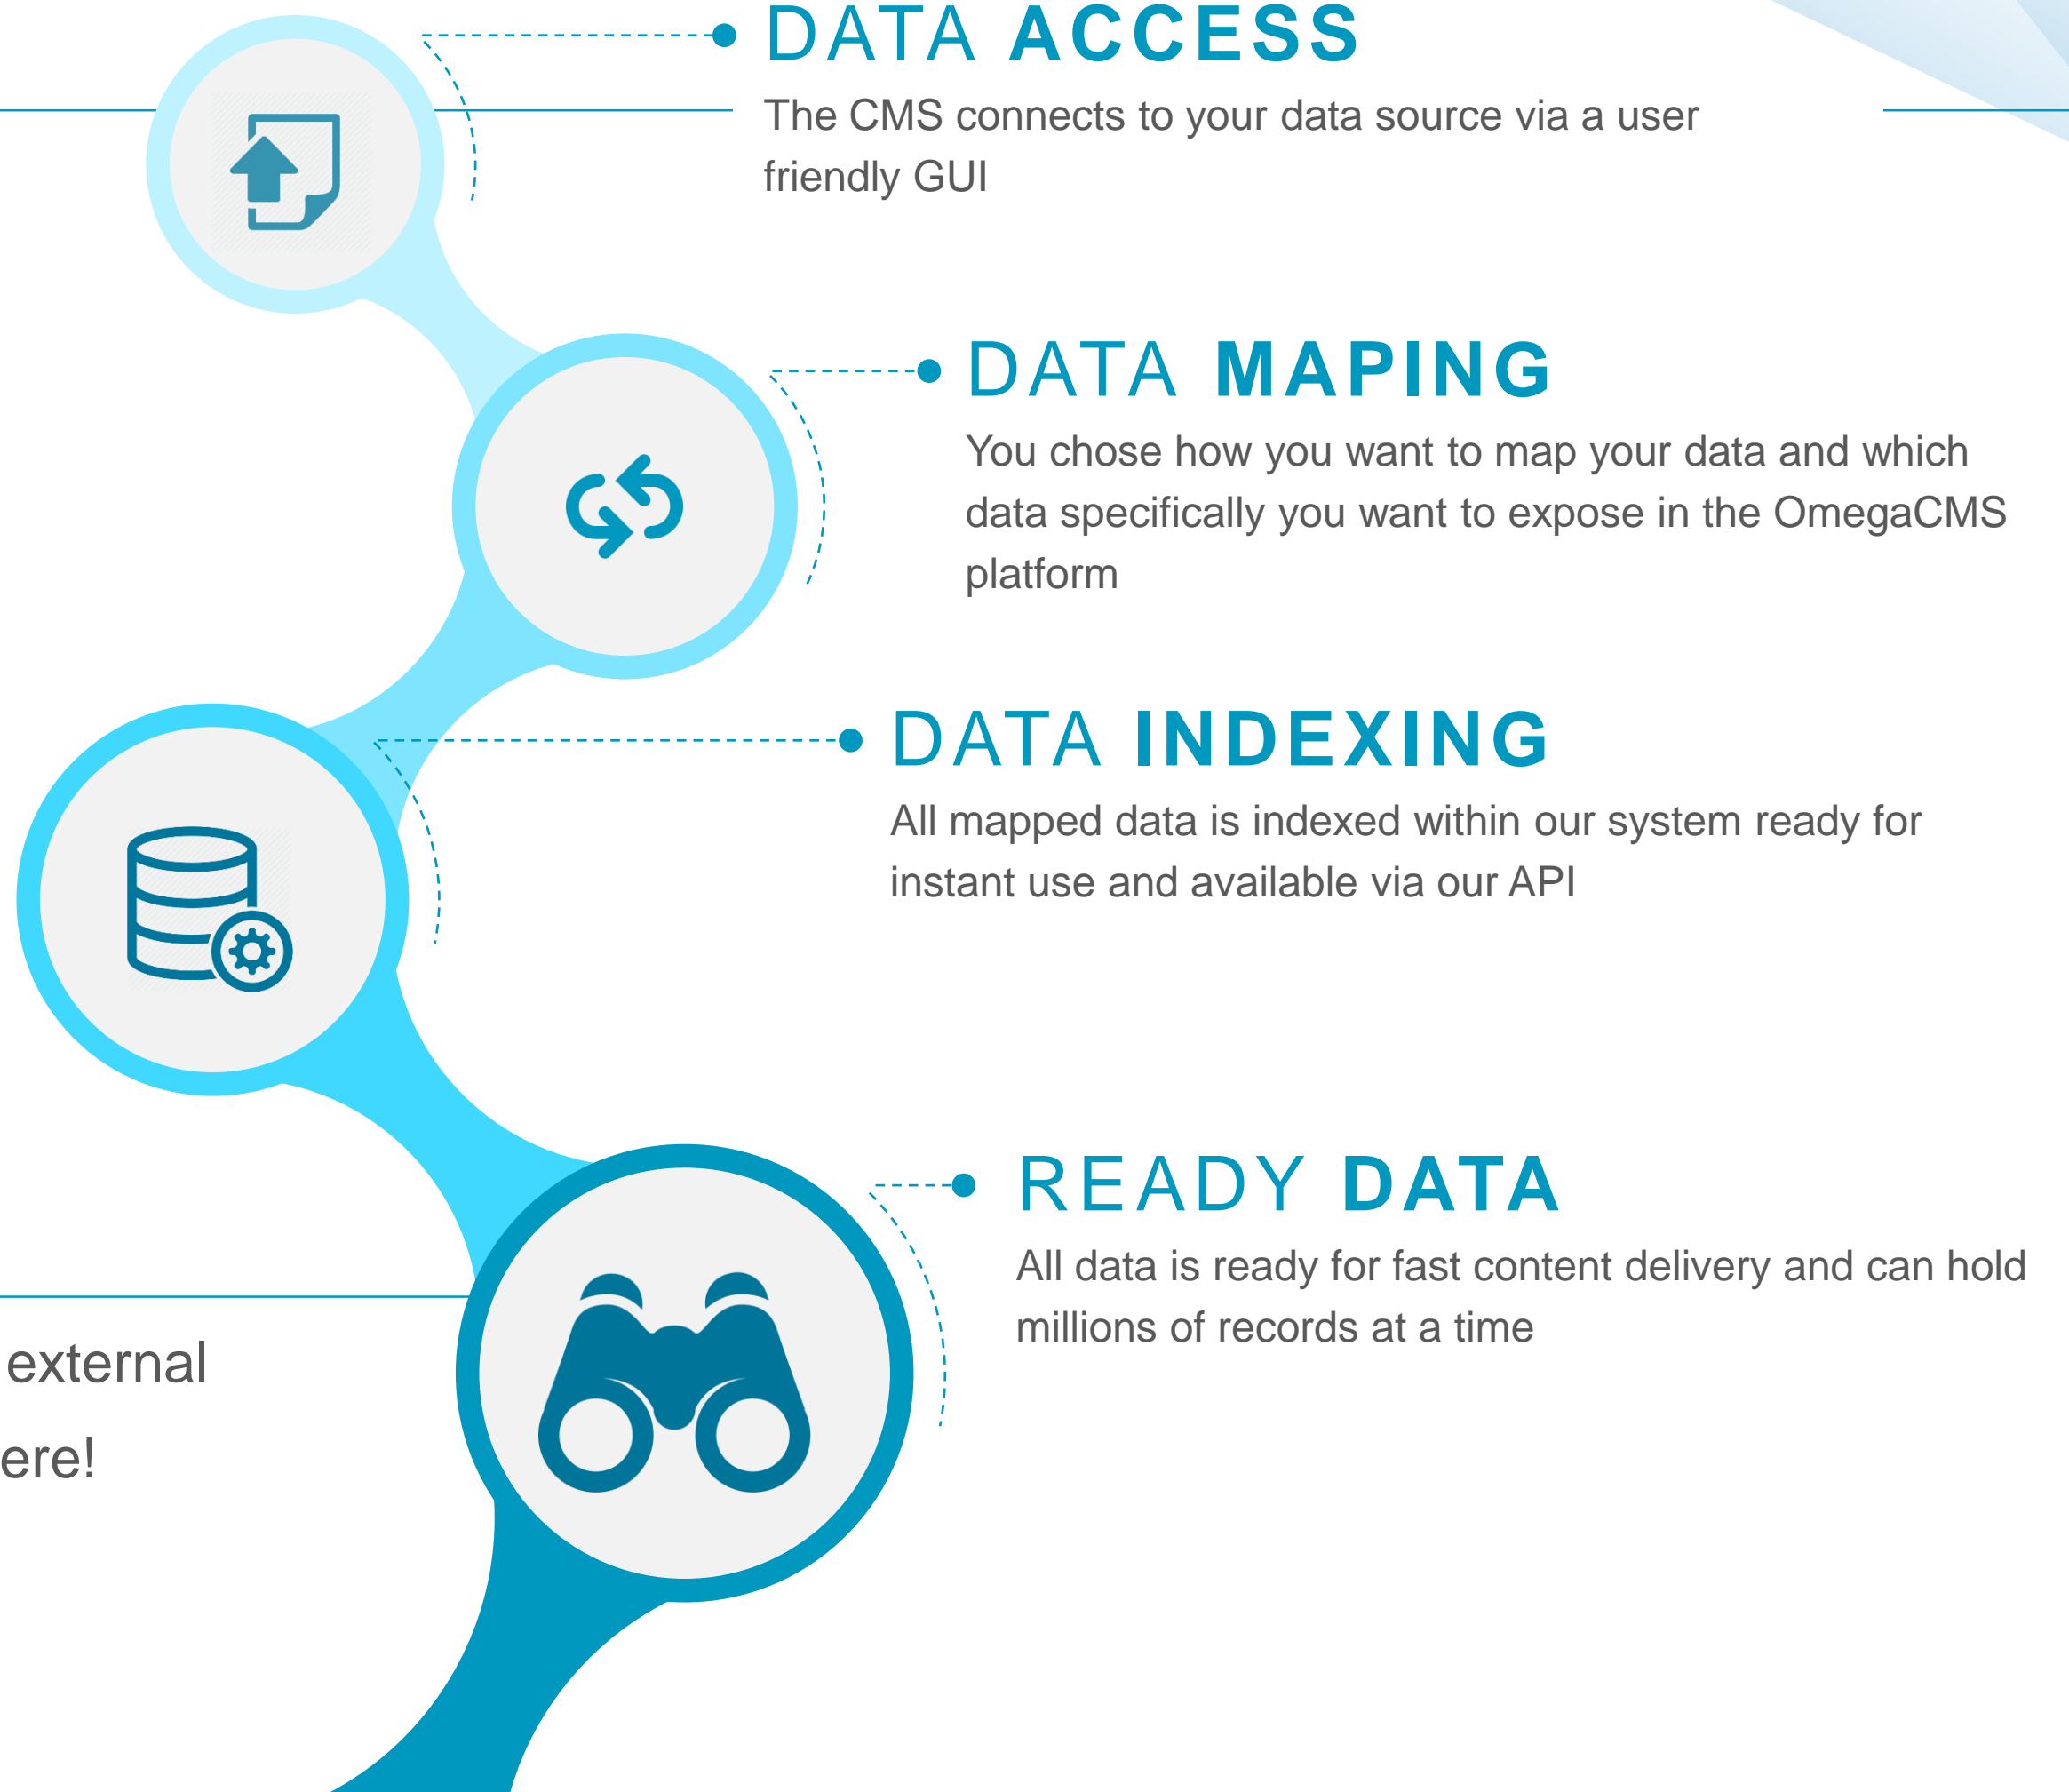 DATA ACCESS
The CMS connects to your data source via a user
friendly GUI
DATA MAPING
You chose how you want to map your data and which
data specifically you want to expose in the OmegaCMS
platform
DATA INDEXING
All mapped data is indexed within our system ready for
instant use and available via our API
READY DATA
All data is ready for fast content delivery and can hold
millions of records at a time
external
ere!